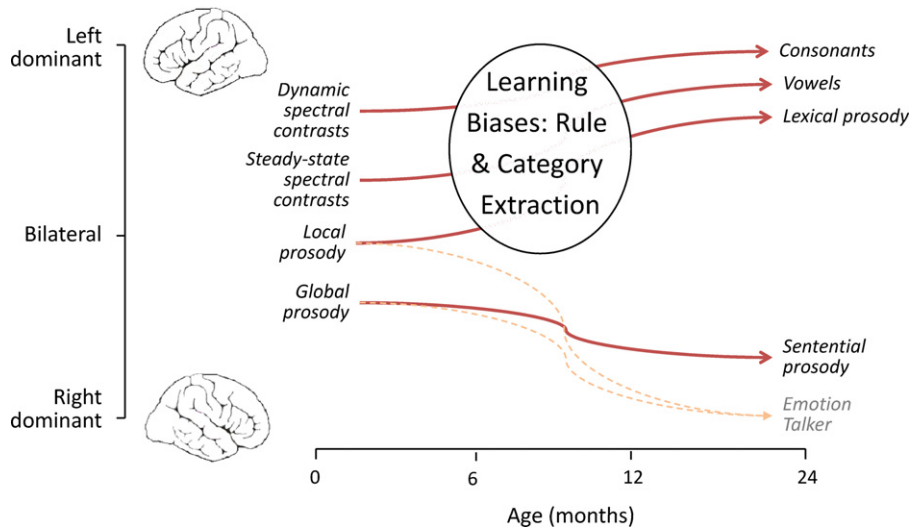 Left
dominant
Bilateral
Right
dominant
Dynamic
spectral
contrasts
Steady-state
spectral
contrasts
Local
prosody
Global
prosody
Learning
Biases: Rule
& Category
Extraction
Consonants
Vowels
Lexical prosody
Sentential
prosody
Emotion
Talker
0 6 12 24
Age (months)